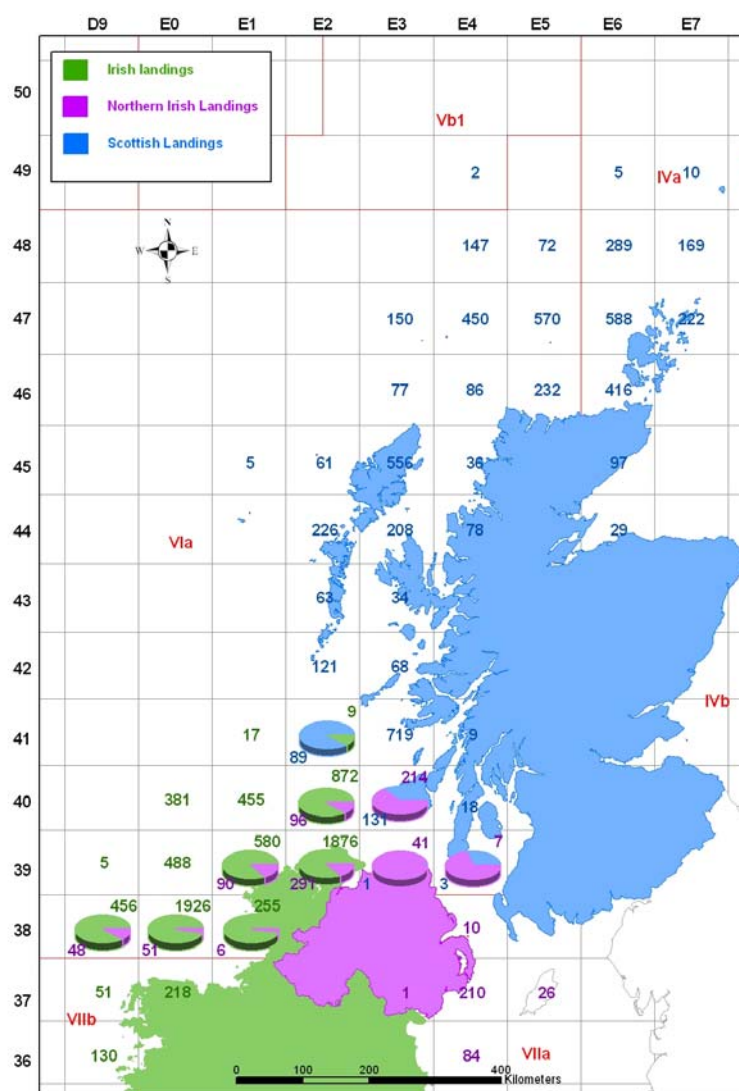 D9 E0 E1 E2 E3 E4 E5 E6 E7
Irish landings
Northern Irish Landings
Scottish Landings
50
Vb1
49 2 5 IVa 10
N
W E
S
48 147 72 289 169
47 150 450 570 588 222
46 77 86 232 416
45 5 61 556 36 97
44 VIa 226 208 78 29
43 63 34
42 121 68
IVb
9
41 17 719 9
89
872 214
40 381 455 18
96 131
580 1876 41 7
39 5 488
90 291 1 3
456 1926 255
38 10
48 51 6
37 51 218 1 210 26
VIIb
36 130 84 VIIa
0 100 200 400
Kilometers